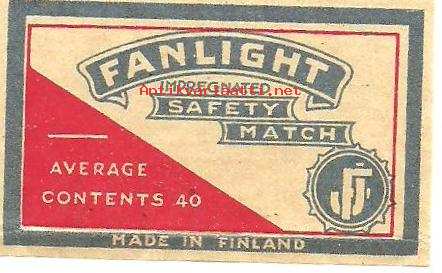 FANLIGHT
IMPREGNATED
Antikvariaatti.net
SAFETY
MATCH
AVERAGE
CONTENTS 40
MADE IN FINLAND